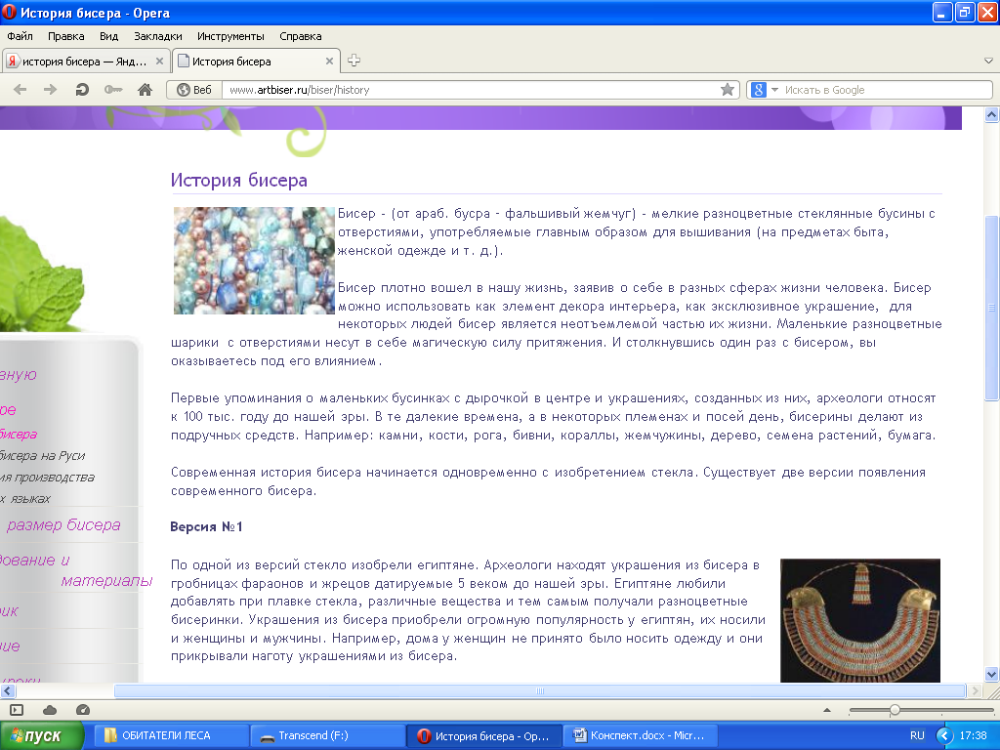 История бисера - Opera
Файл Правка Вид Закладки Инструменты Справка
история бисера — Янд... История бисера
Веб www.artbiser.ru/biser/history Искать в Google
История бисера
Бисер - (от араб. бусра - фальшивый жемчуг) - мелкие разноцветные стеклянные бусины с
отверстиями, употребляемые главным образом для вышивания (на предметах быта,
женской одежде и т. д.).
Бисер плотно вошел в нашу жизнь, заявив о себе в разных сферах жизни человека. Бисер
можно использовать как элемент декора интерьера, как эксклюзивное украшение, для
некоторых людей бисер является неотъемлемой частью их жизни. Маленькие разноцветные
шарики с отверстиями несут в себе магическую силу притяжения. И столкнувшись один раз с бисером, вы
оказываетесь под его влиянием.
Первые упоминания о маленьких бусинках с дырочкой в центре и украшениях, созданных из них, археологи относят
к 100 тыс. году до нашей эры. В те далекие времена, а в некоторых племенах и посей день, бисерины делают из
подручных средств. Например: камни, кости, рога, бивни, кораллы, жемчужины, дерево, семена растений, бумага.
Современная история бисера начинается одновременно с изобретением стекла. Существует две версии появления
современного бисера.
Версия №1
По одной из версий стекло изобрели египтяне. Археологи находят украшения из бисера в
гробницах фараонов и жрецов датируемые 5 веком до нашей эры. Египтяне любили
добавлять при плавке стекла, различные вещества и тем самым получали разноцветные
бисеринки. Украшения из бисера приобрели огромную популярность у египтян, их носили
и женщины и мужчины. Например, дома у женщин не принято было носить одежду и они
прикрывали наготу украшениями из бисера.
вную
ре
бисера
бисера на Руси
ия производства
х языках
размер бисера
дование и
материалы
рик
ние
уроки
пуск ОБИТАТЕЛИ ЛЕСА Transcend (F:) История бисера - Op... Конспект.docx - Micr... RU 17:38